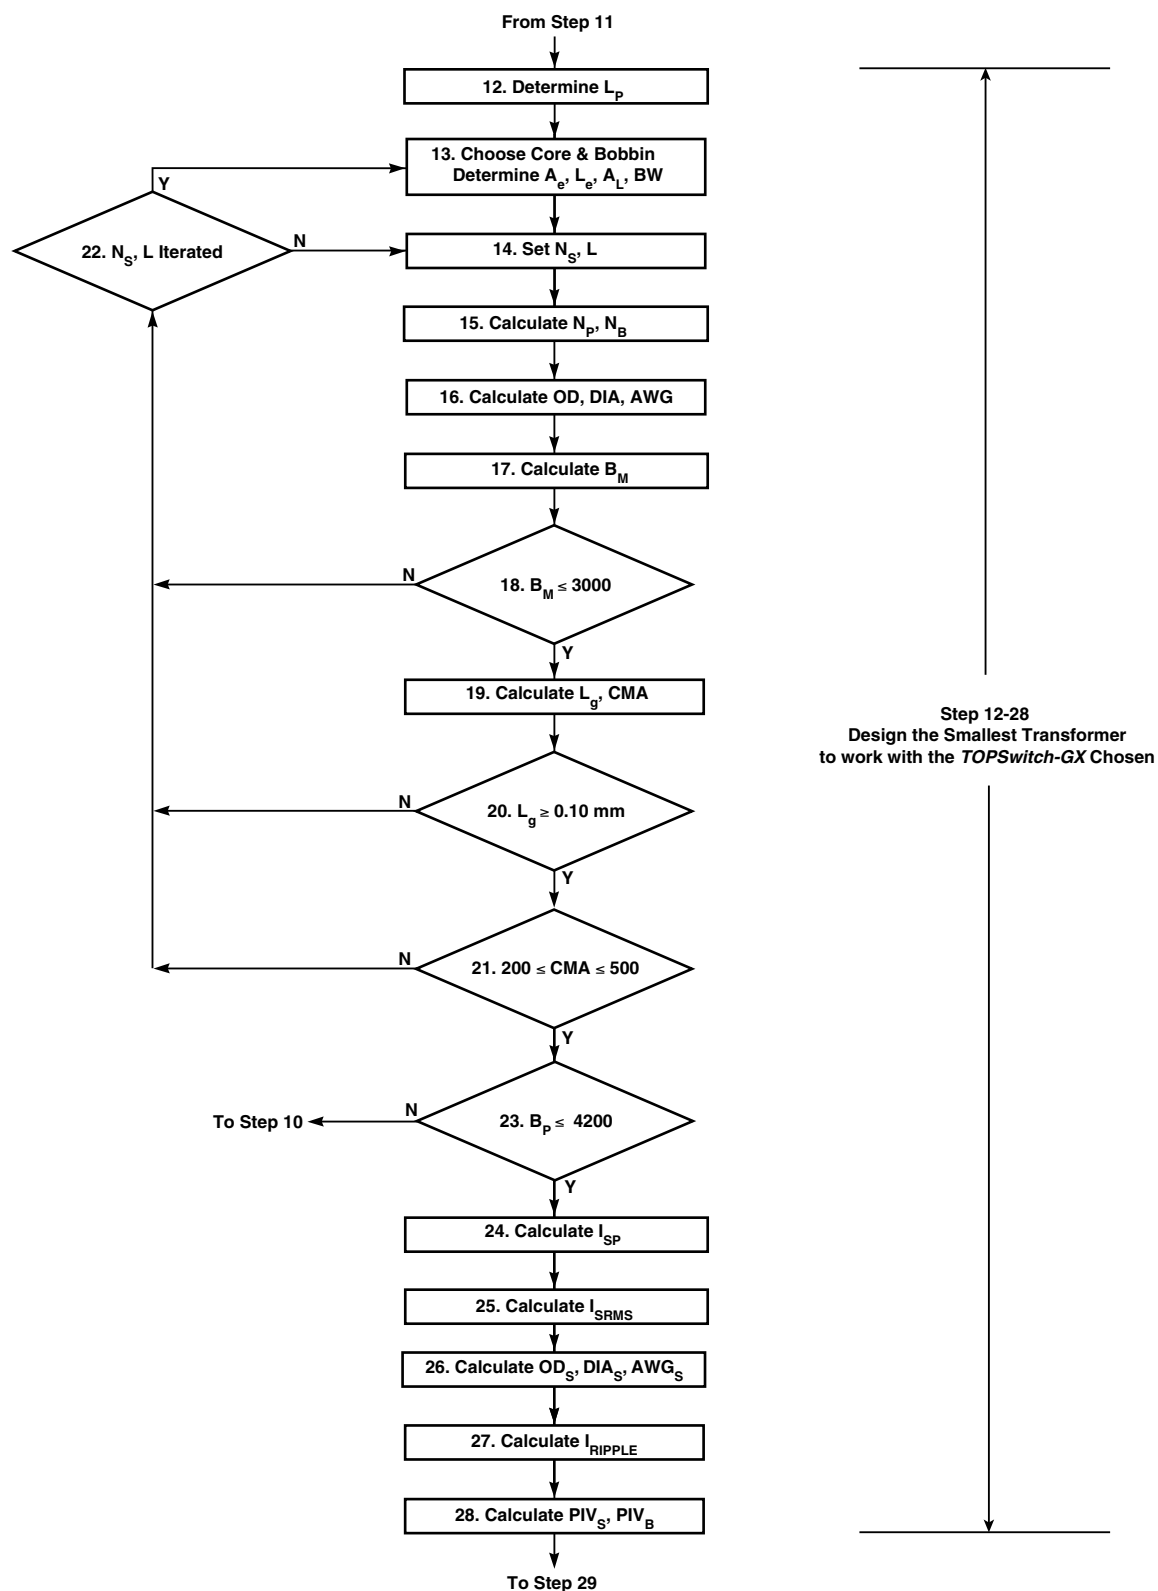 From Step 11
12. Determine L_P
13. Choose Core & Bobbin
Determine A_e, L_e, A_L, BW
Y
22. N_S, L Iterated
N
14. Set N_S, L
15. Calculate N_P, N_B
16. Calculate OD, DIA, AWG
17. Calculate B_M
N
18. B_M ≤ 3000
Y
19. Calculate L_g, CMA
Step 12-28
Design the Smallest Transformer
to work with the TOPSwitch-GX Chosen
N
20. L_g ≥ 0.10 mm
Y
N
21. 200 ≤ CMA ≤ 500
Y
To Step 10
N
23. B_P ≤ 4200
Y
24. Calculate I_SP
25. Calculate I_SRMS
26. Calculate OD_S, DIA_S, AWG_S
27. Calculate I_RIPPLE
28. Calculate PIV_S, PIV_B
To Step 29